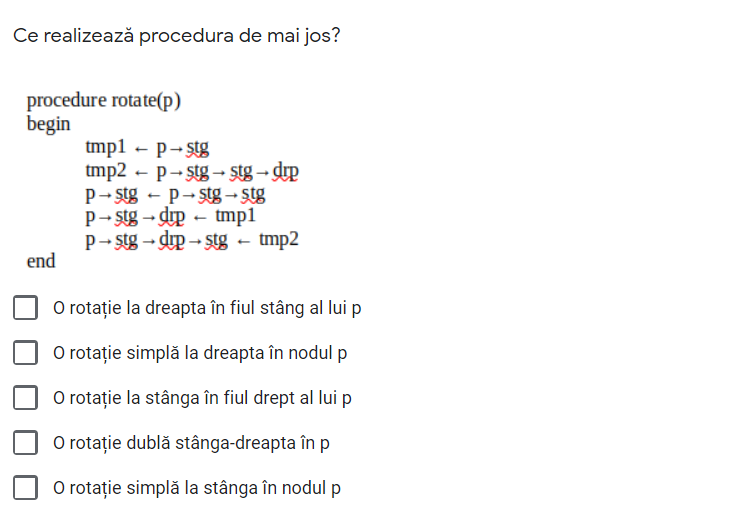 Ce realizează procedura de mai jos?
procedure rotate(p)
begin
tmp1 ← p→stg
tmp2 ← p→stg→stg→drp
p→stg ← p→stg→stg
p→stg→drp ← tmp1
p→stg→drp→stg ← tmp2
end
O rotație la dreapta în fiul stâng al lui p
O rotație simplă la dreapta în nodul p
O rotație la stânga în fiul drept al lui p
O rotație dublă stânga-dreapta în p
O rotație simplă la stânga în nodul p